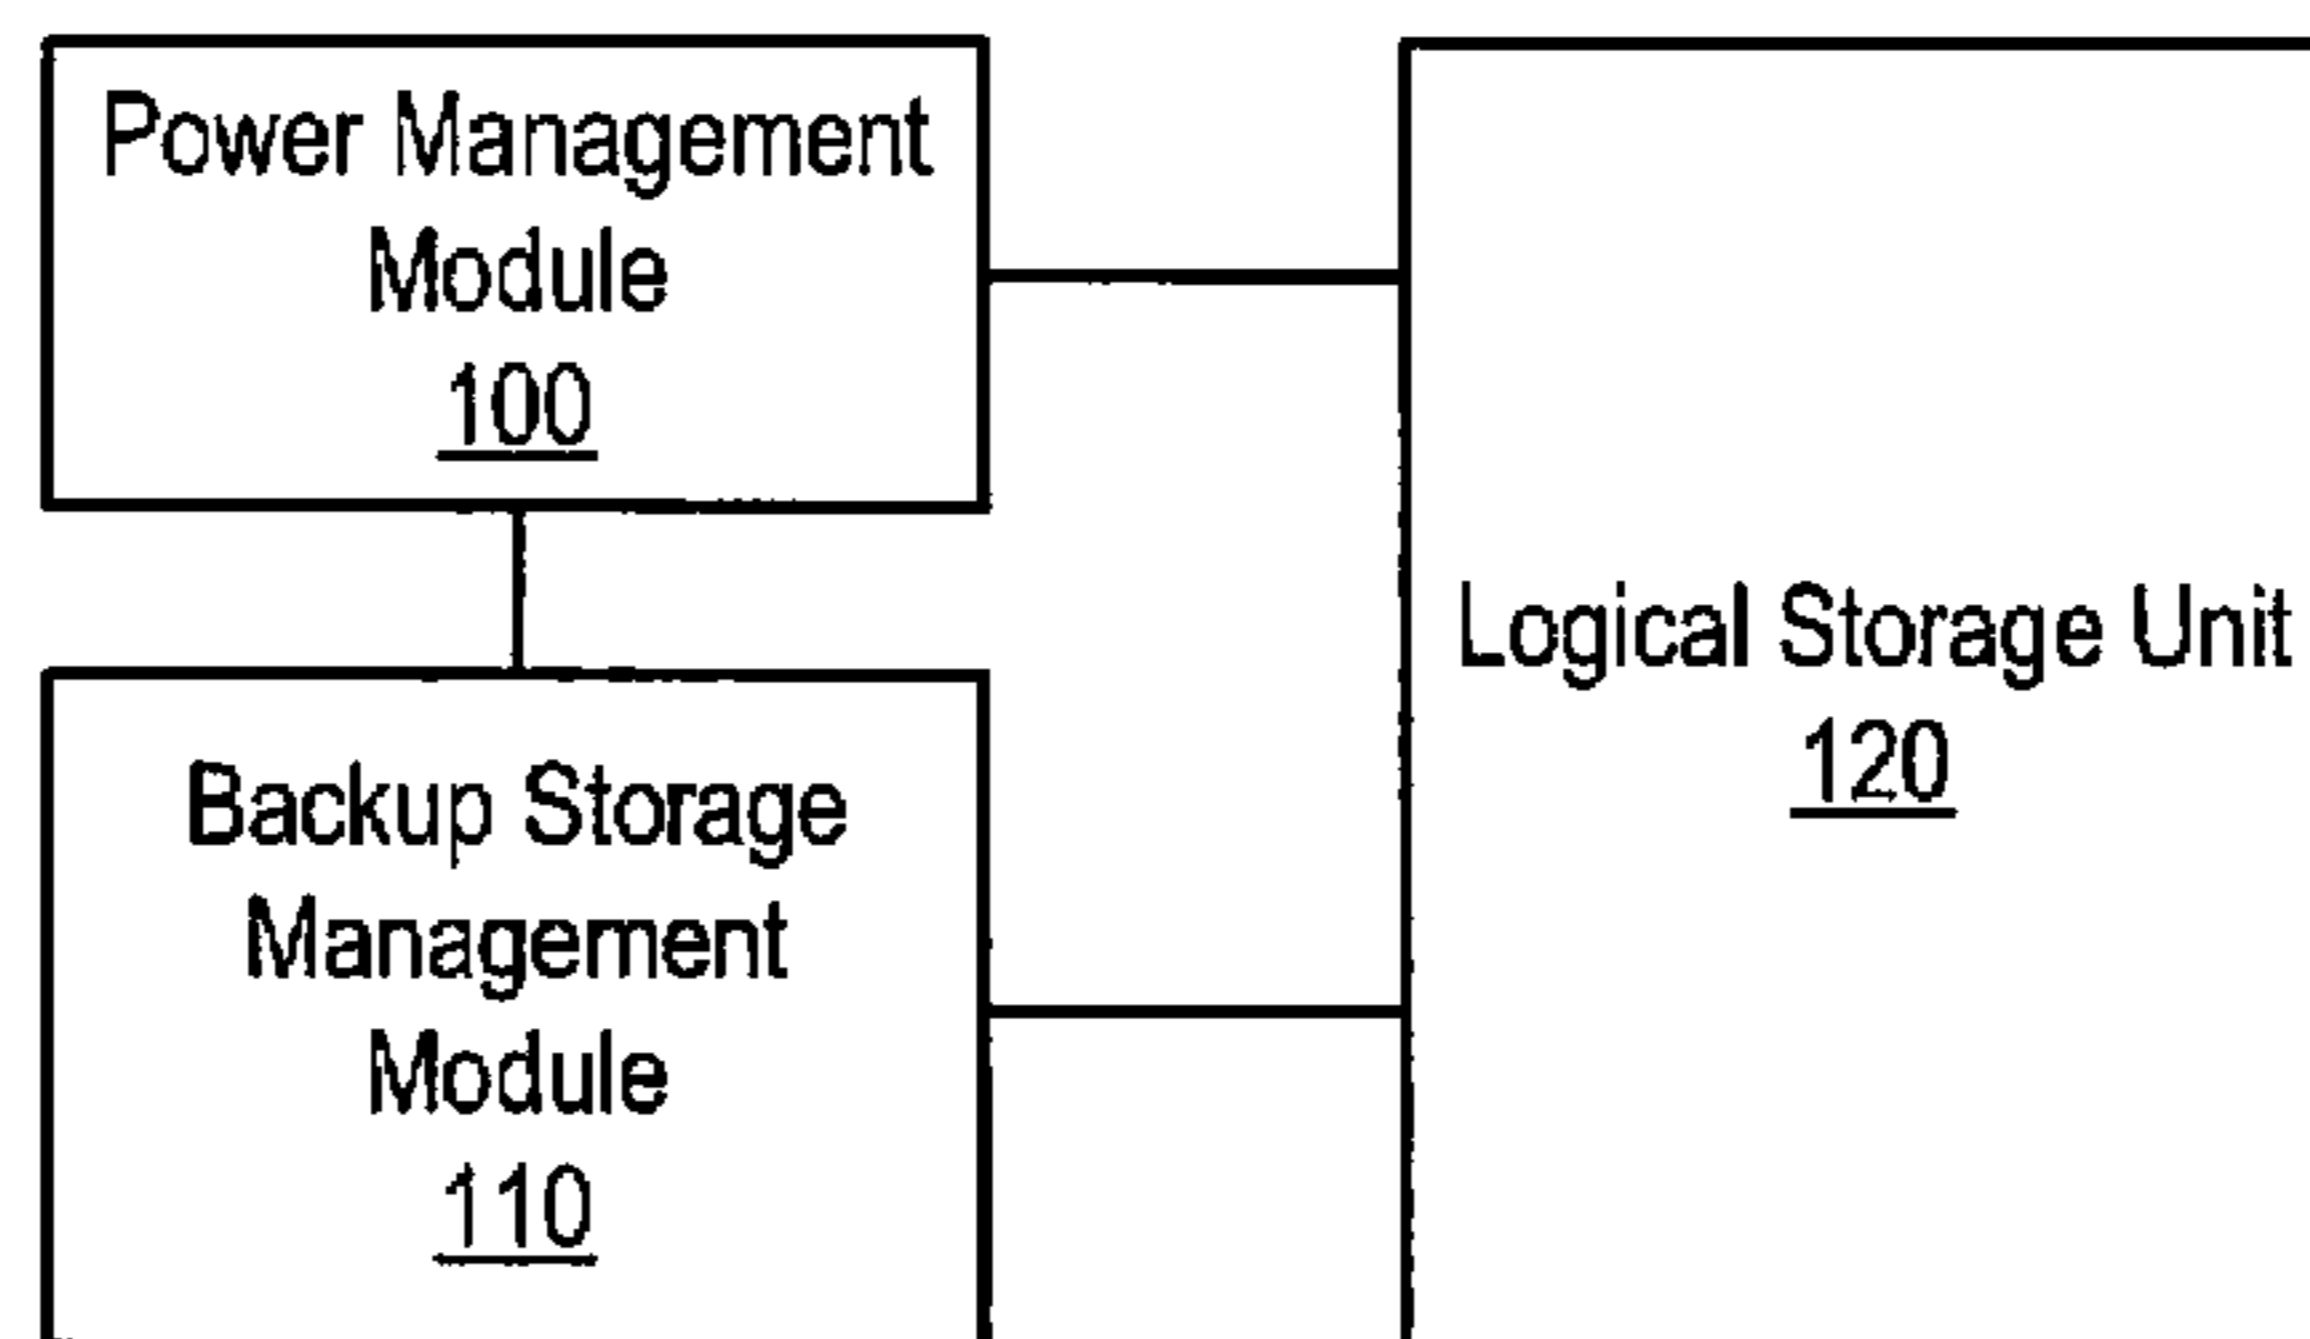 Power Management
Module
100
Backup Storage
Management
Module
110
Logical Storage Unit
120